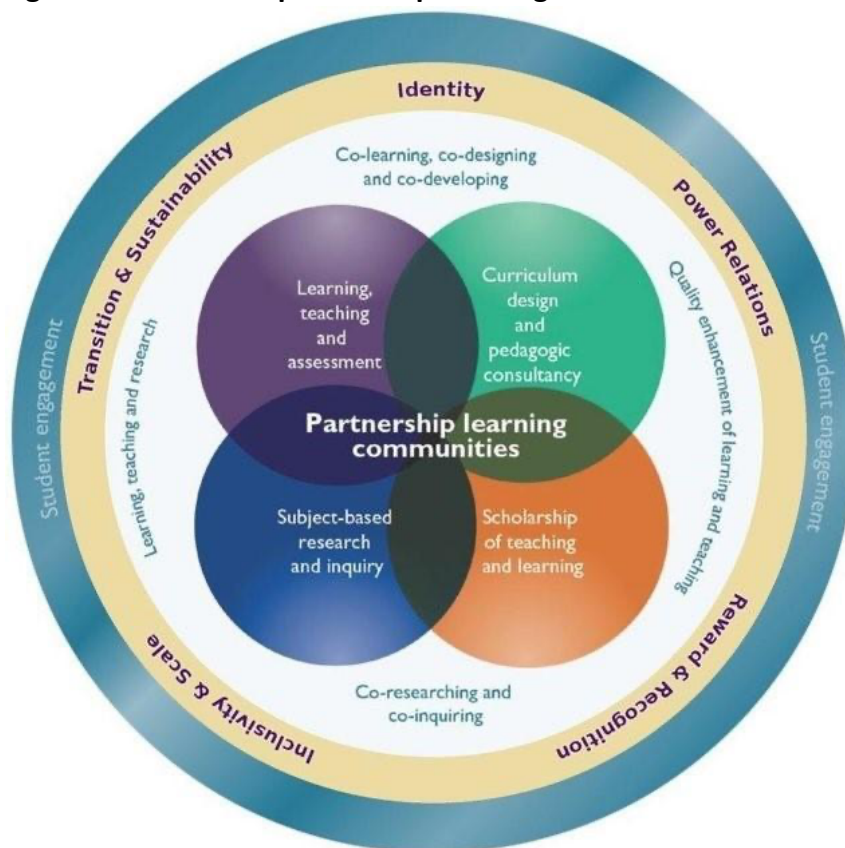 Identity
Transition & Sustainability
Power Relations
Co-learning, co-designing
and co-developing
Student engagement
Learning, teaching and research
Learning,
teaching
and
assessment
Curriculum
design
and
pedagogic
consultancy
Quality enhancement of learning and teaching
Student engagement
Partnership learning
communities
Subject-based
research
and inquiry
Scholarship
of teaching
and learning
Co-researching and
co-inquiring
Inclusivity & Scale
Reward & Recognition